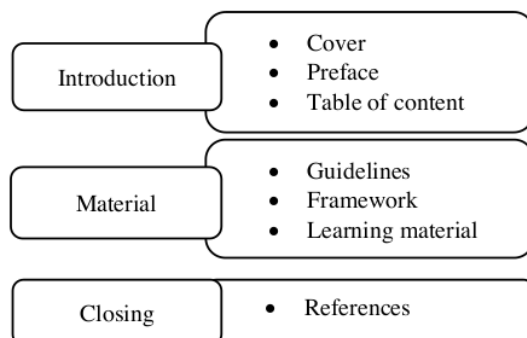 Introduction
• Cover
• Preface
• Table of content
Material
• Guidelines
• Framework
• Learning material
Closing
• References